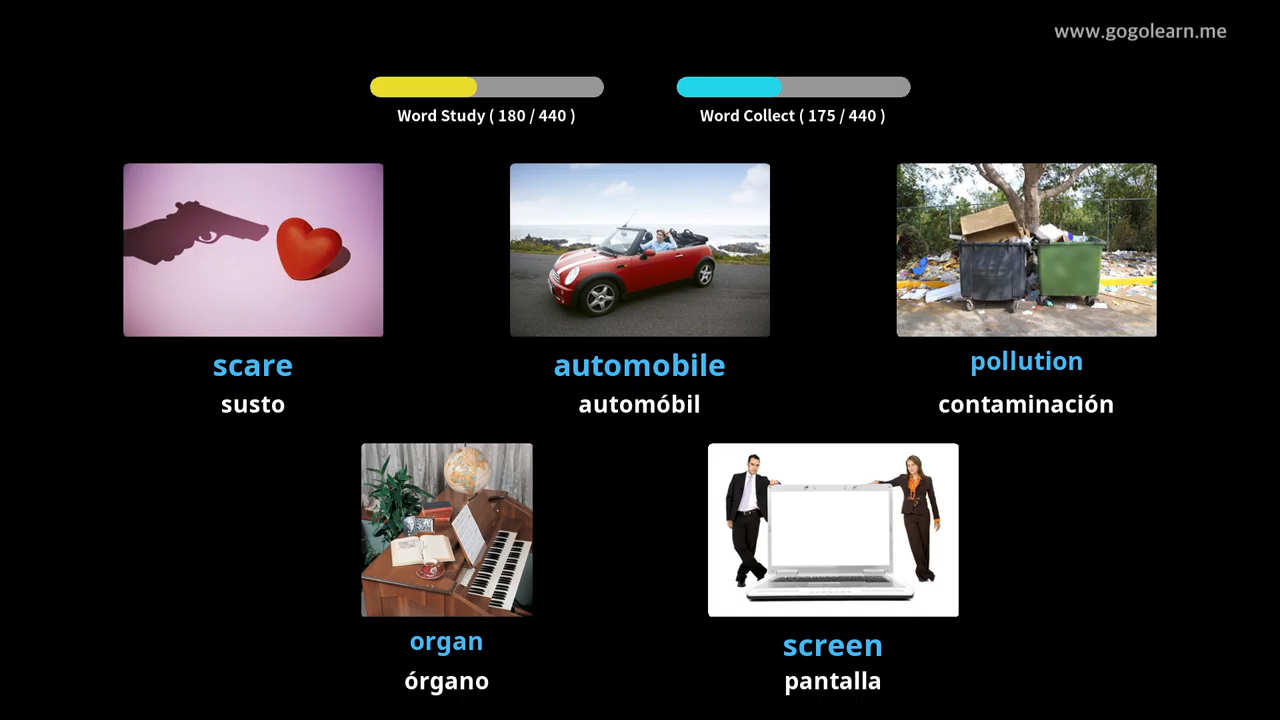 www.gogolearn.me
Word Study ( 180 / 440 )
Word Collect ( 175 / 440 )
scare
susto
automobile
automóbil
pollution
contaminación
organ
órgano
screen
pantalla